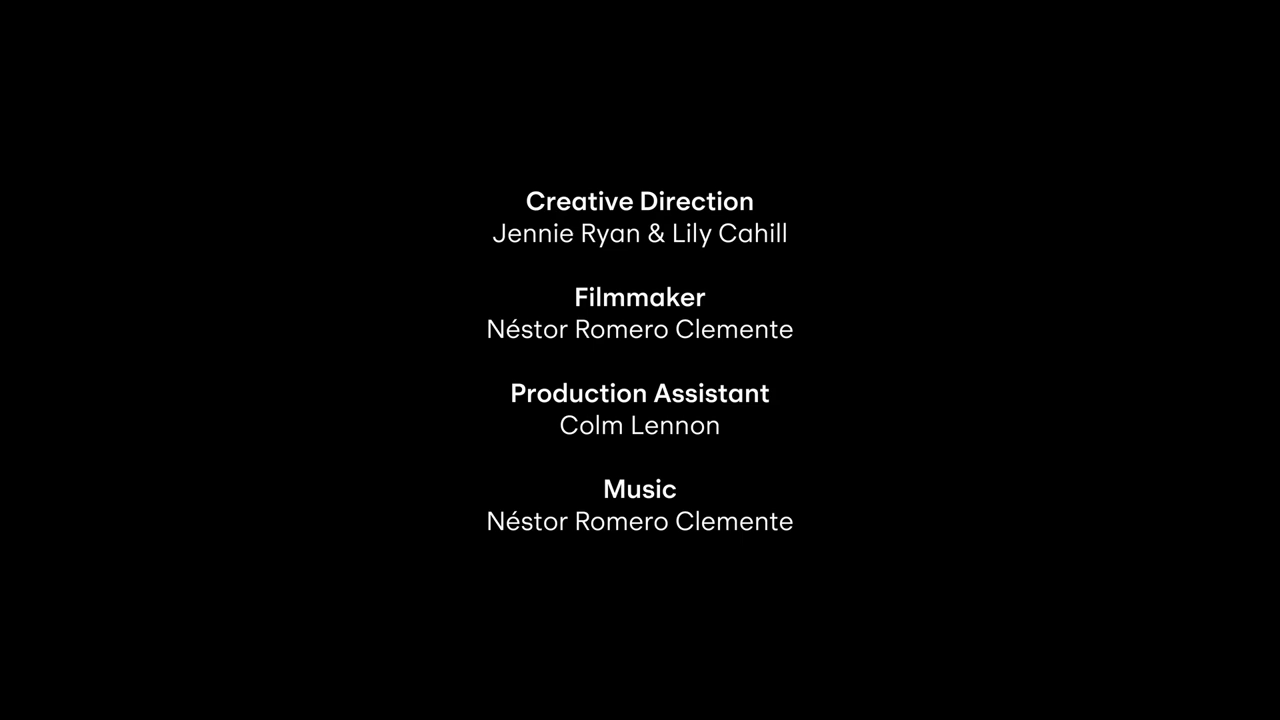 Creative Direction
Jennie Ryan & Lily Cahill
Filmmaker
Néstor Romero Clemente
Production Assistant
Colm Lennon
Music
Néstor Romero Clemente